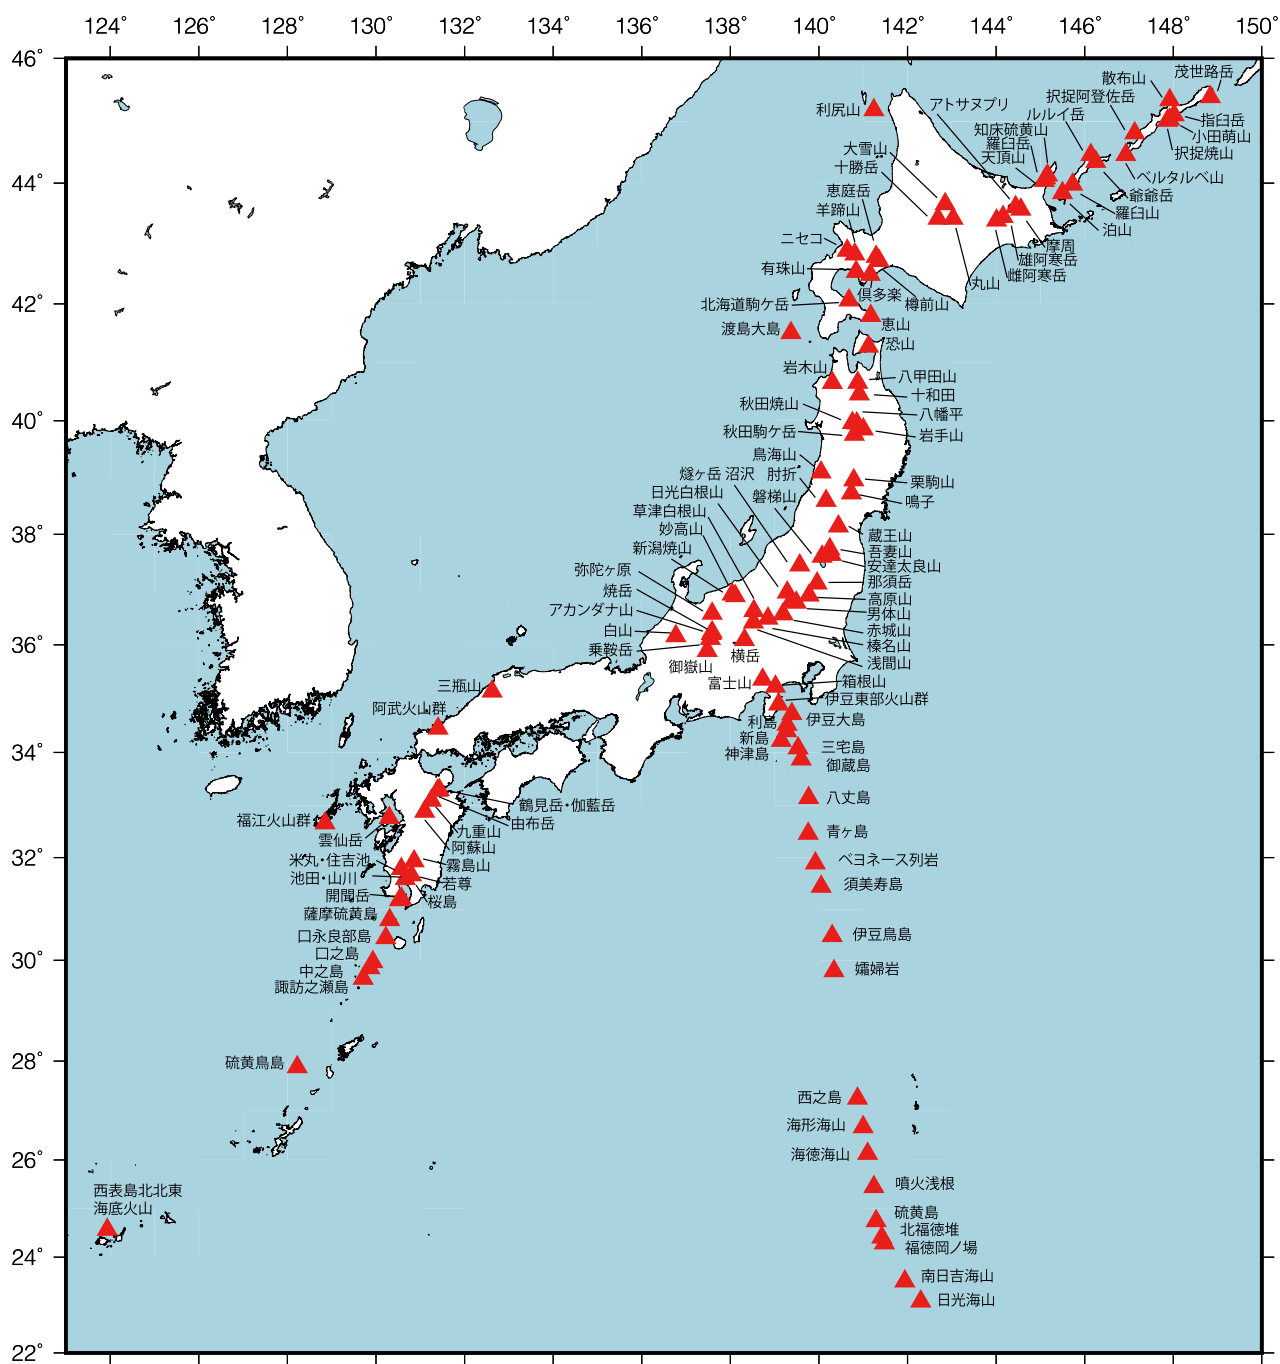 124° 126° 128° 130° 132° 134° 136° 138° 140° 142° 144° 146° 148° 150°
46°
44°
42°
40°
38°
36°
34°
32°
30°
28°
26°
24°
22°
茂世路岳
散布山
択捉阿登佐岳
ルルイ岳
指臼岳
小田萌山
択捉焼山
ベルタルベ山
爺爺岳
羅臼山
泊山
アトサヌプリ
知床硫黄山
羅臼岳
天頂山
利尻山
大雪山
十勝岳
恵庭岳
羊蹄山
ニセコ
有珠山
北海道駒ケ岳
渡島大島
摩周
雄阿寒岳
雌阿寒岳
丸山
倶多楽
樽前山
恵山
恐山
岩木山
八甲田山
十和田
秋田焼山
八幡平
秋田駒ケ岳
岩手山
鳥海山
栗駒山
鳴子
燧ヶ岳
沼沢
肘折
日光白根山
磐梯山
草津白根山
妙高山
新潟焼山
蔵王山
吾妻山
安達太良山
那須岳
高原山
男体山
赤城山
榛名山
浅間山
弥陀ヶ原
焼岳
アカンダナ山
白山
乗鞍岳
御嶽山
横岳
富士山
箱根山
伊豆東部火山群
伊豆大島
利島
新島
神津島
三宅島
御蔵島
八丈島
青ヶ島
ベヨネース列岩
須美寿島
伊豆鳥島
孀婦岩
三瓶山
阿武火山群
福江火山群
雲仙岳
鶴見岳・伽藍岳
由布岳
九重山
阿蘇山
霧島山
米丸・住吉池
池田・山川
若尊
桜島
開聞岳
薩摩硫黄島
口永良部島
口之島
中之島
諏訪之瀬島
硫黄鳥島
西表島北北東
海底火山
西之島
海形海山
海徳海山
噴火浅根
硫黄島
北福徳堆
福徳岡ノ場
南日吉海山
日光海山